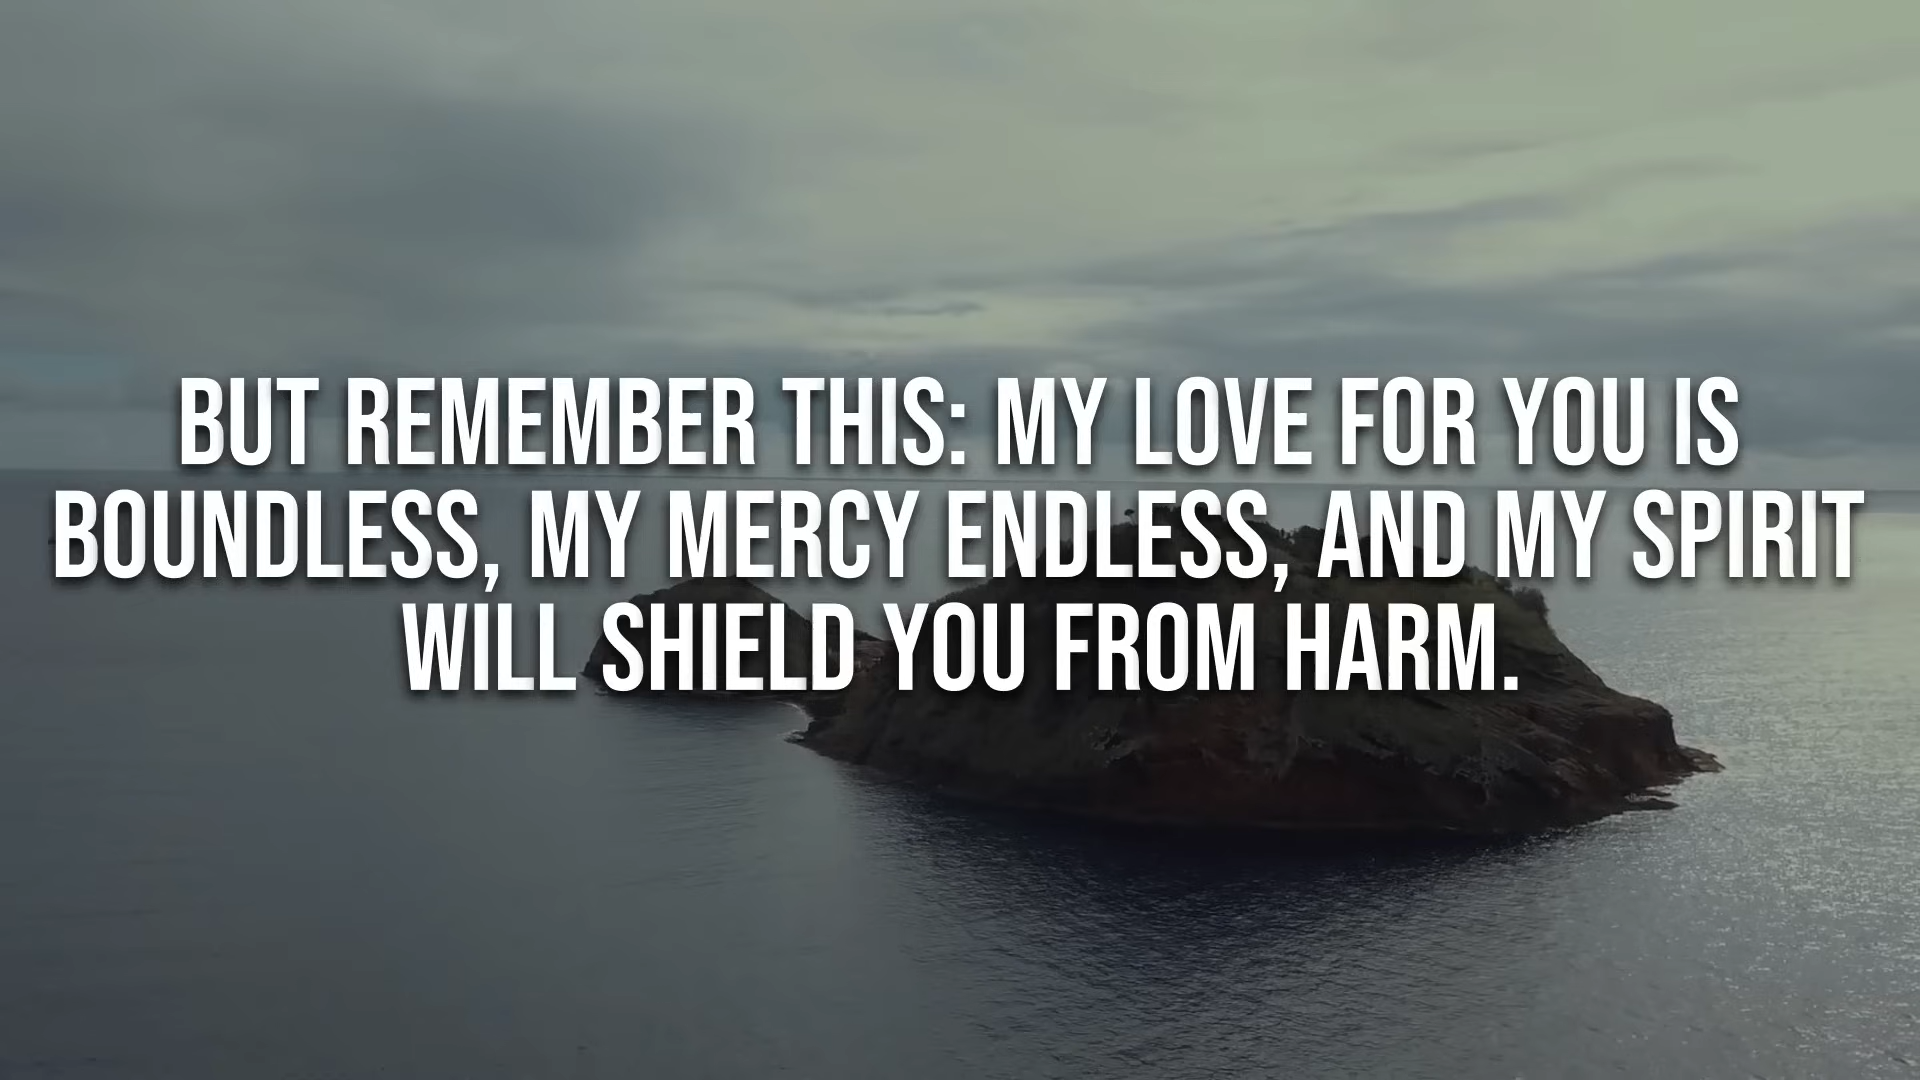 BUT REMEMBER THIS: MY LOVE FOR YOU IS
BOUNDLESS, MY MERCY ENDLESS, AND MY SPIRIT
WILL SHIELD YOU FROM HARM.